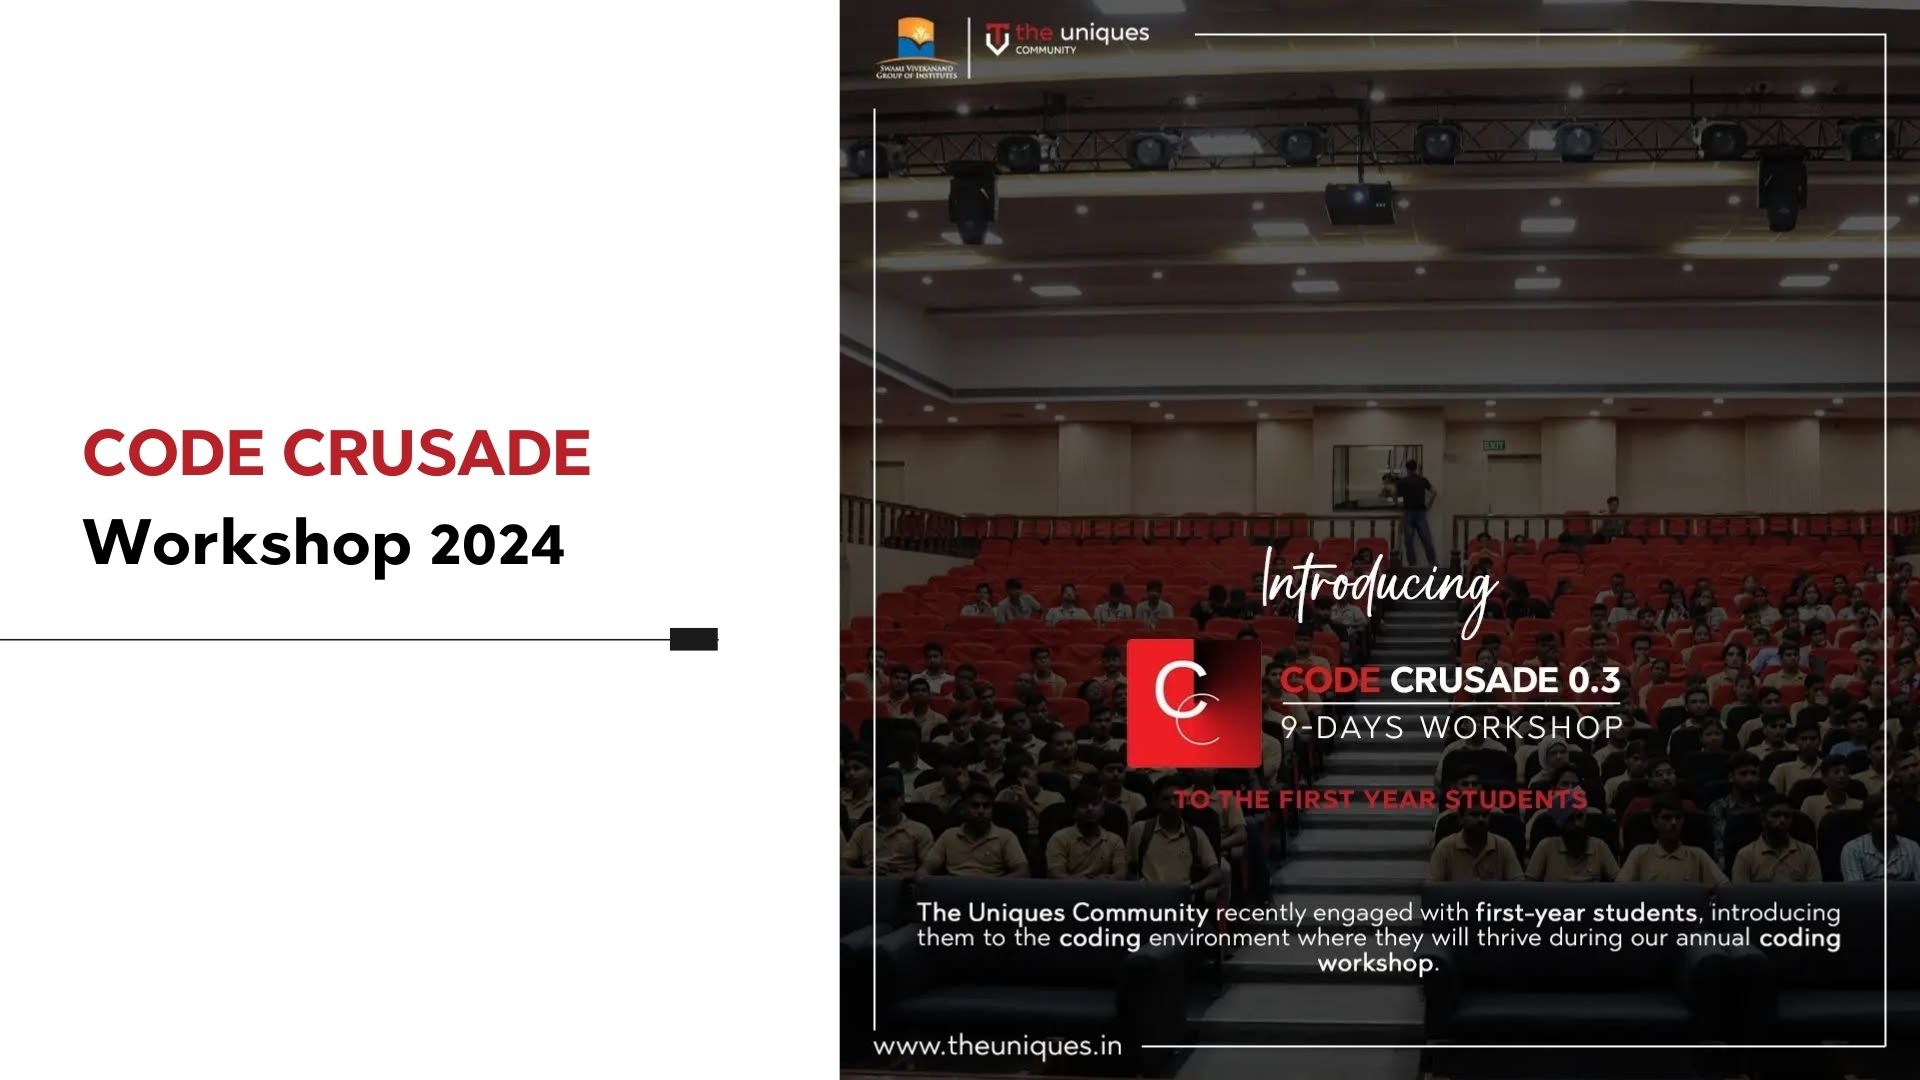 CODE CRUSADE
Workshop 2024
SWAMI VIVEKANAND
GROUP OF INSTITUTES
the uniques
COMMUNITY
EXIT
Introducing
CC
CODE CRUSADE 0.3
9-DAYS WORKSHOP
TO THE FIRST YEAR STUDENTS
The Uniques Community recently engaged with first-year students, introducing
them to the coding environment where they will thrive during our annual coding
workshop.
www.theuniques.in